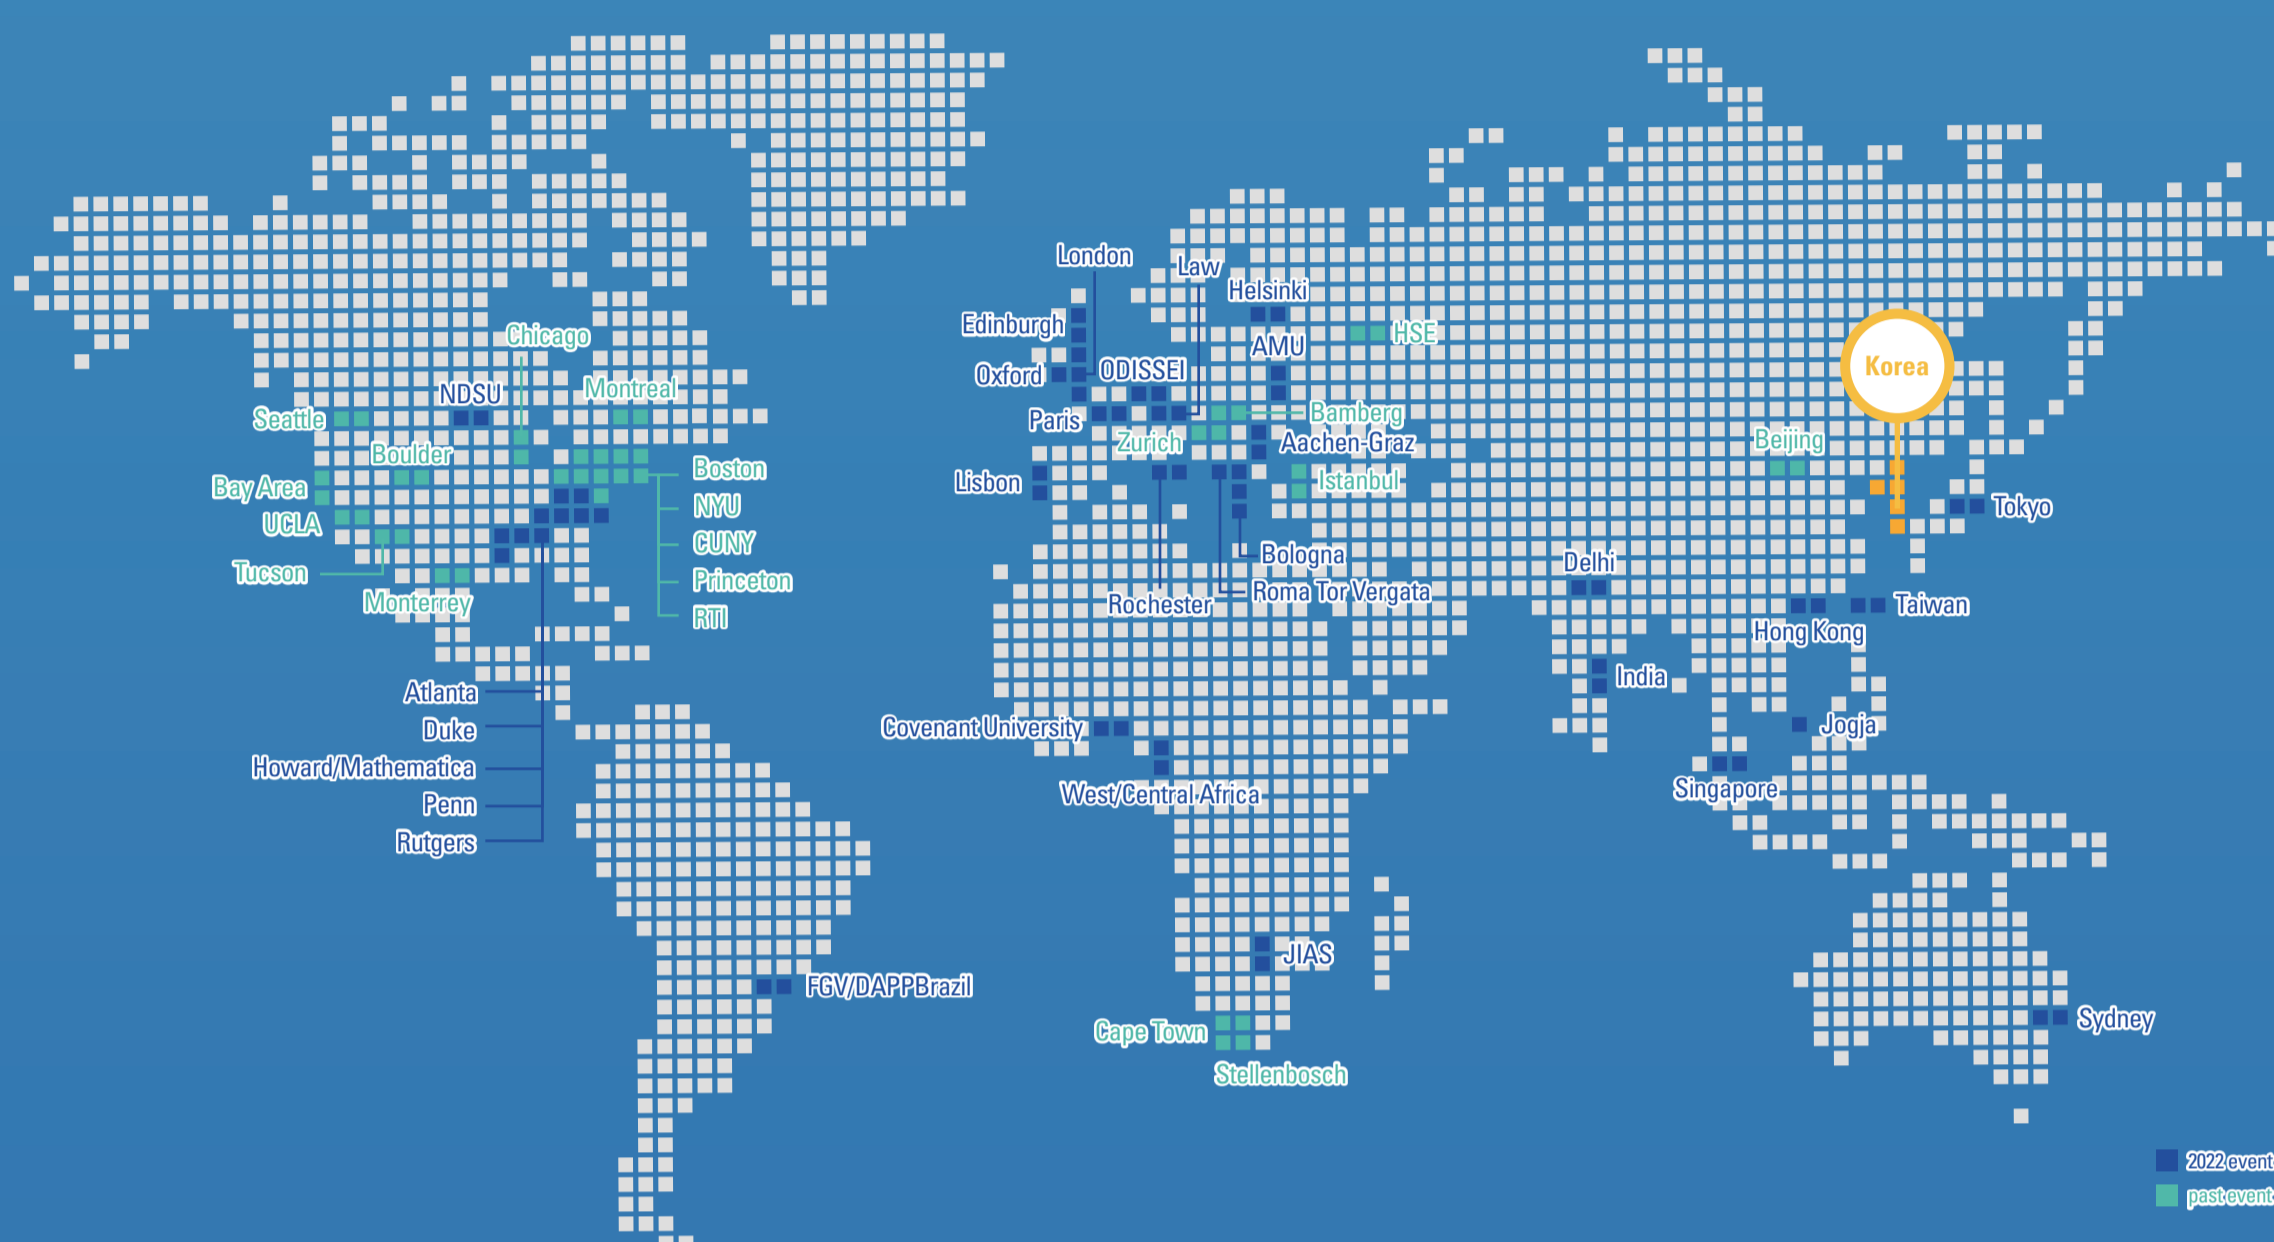 London
Law
Helsinki
Edinburgh
Chicago
HSE
AMU
Korea
ODISSEI
Oxford
NDSU
Montreal
Seattle
Paris
Bamberg
Zurich
Aachen-Graz
Beijing
Boulder
Boston
Istanbul
Lisbon
Bay Area
NYU
Tokyo
UCLA
CUNY
Bologna
Delhi
Tucson
Princeton
Roma Tor Vergata
Monterrey
Rochester
Taiwan
RTI
Hong Kong
India
Atlanta
Duke
Covenant University
Jogja
Howard/Mathematica
Singapore
West/Central Africa
Penn
Rutgers
JIAS
FGV/DAPPBrazil
Sydney
Cape Town
Stellenbosch
2022 event
past event